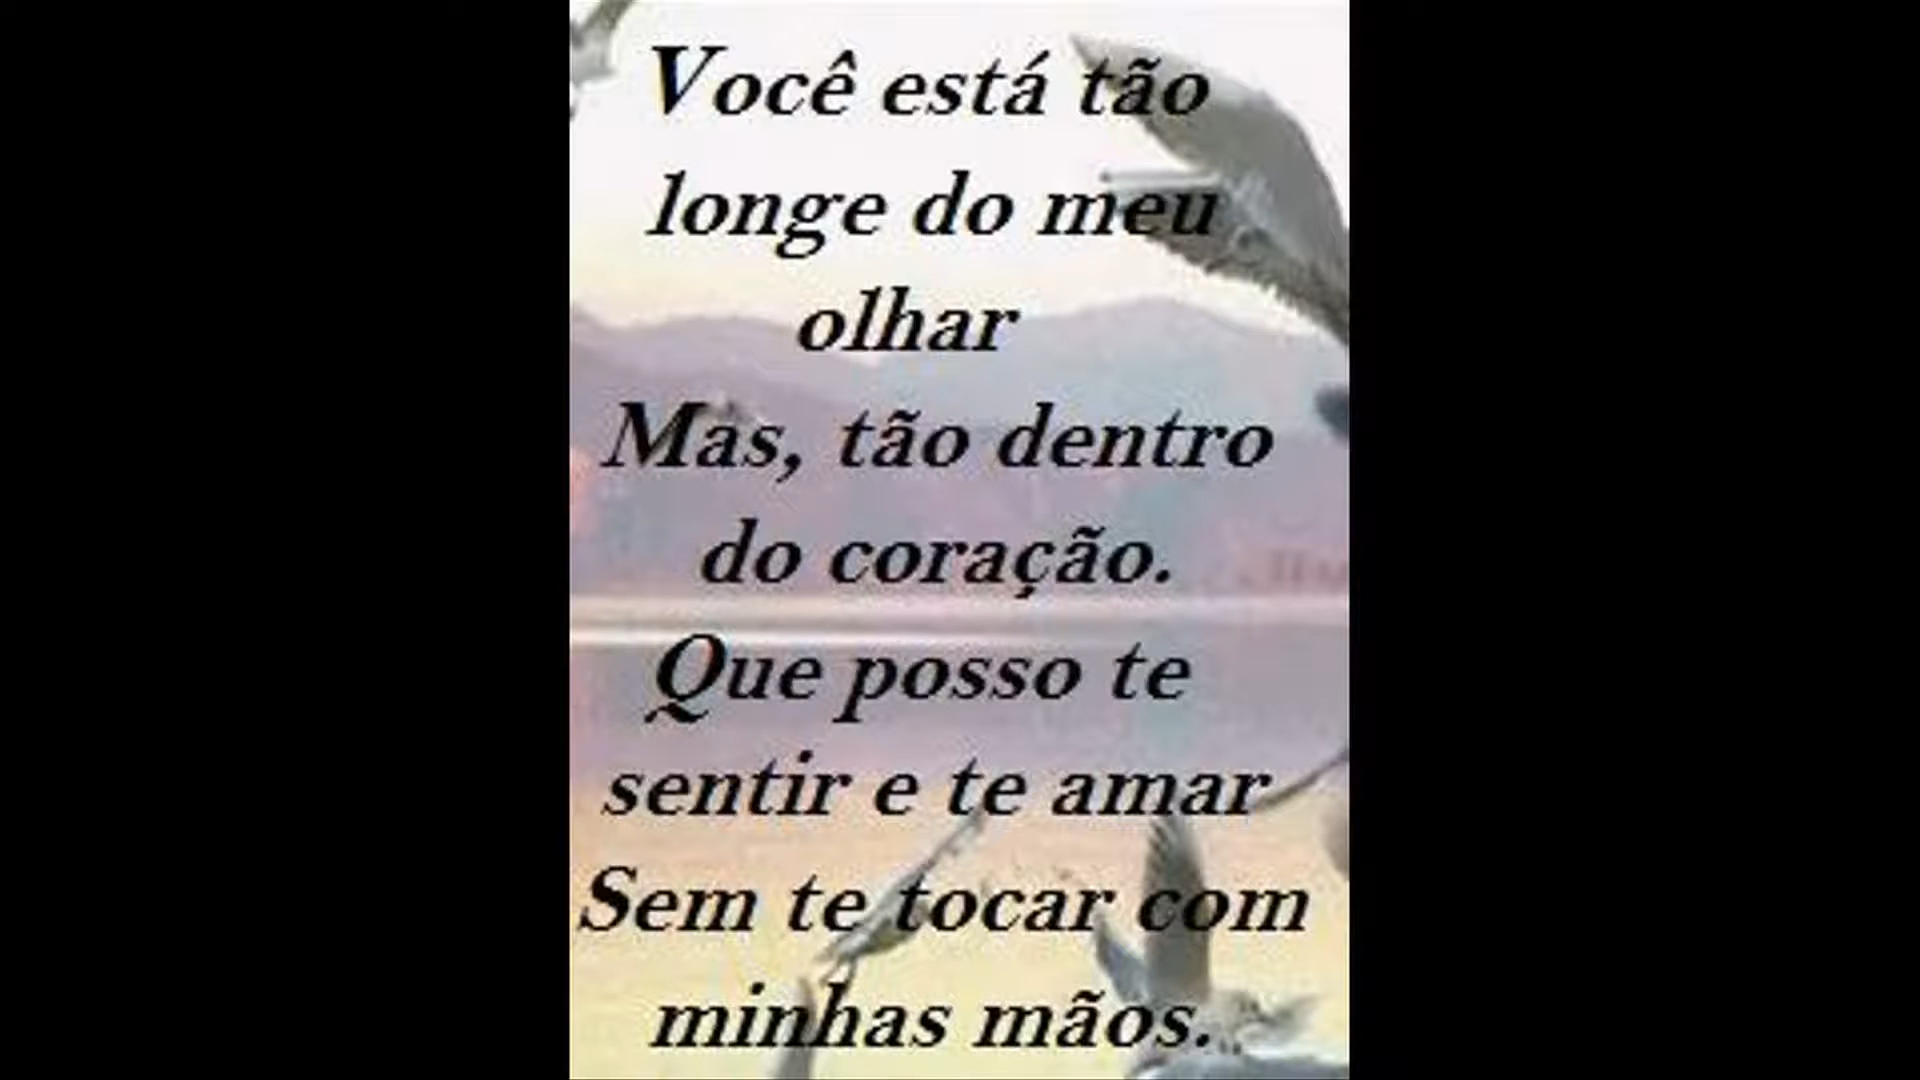 Você está tão
longe do meu
olhar
Mas, tão dentro
do coração.
Que posso te
sentir e te amar
Sem te tocar com
minhas mãos.